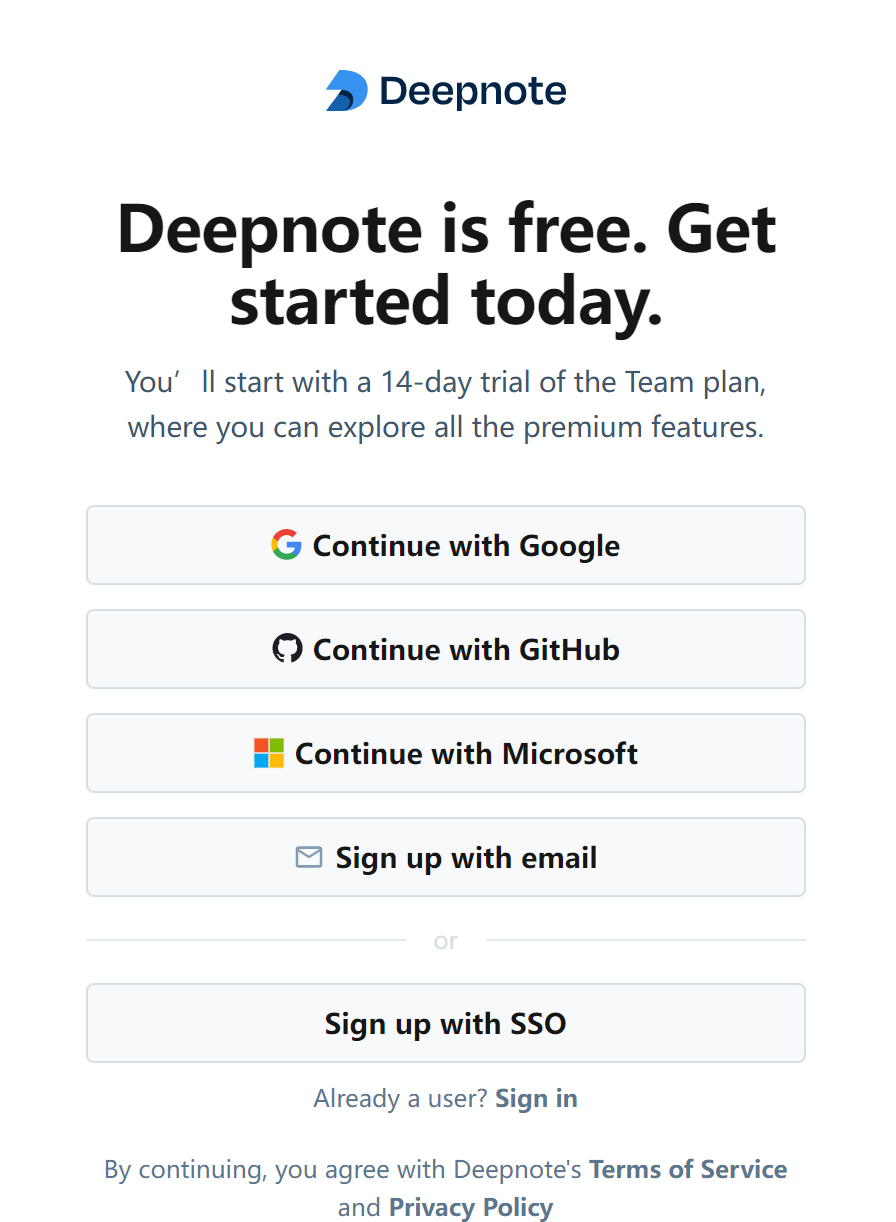 Deepnote
Deepnote is free. Get
started today.
You’ll start with a 14-day trial of the Team plan,
where you can explore all the premium features.
Continue with Google
Continue with GitHub
Continue with Microsoft
Sign up with email
or
Sign up with SSO
Already a user? Sign in
By continuing, you agree with Deepnote's Terms of Service
and Privacy Policy